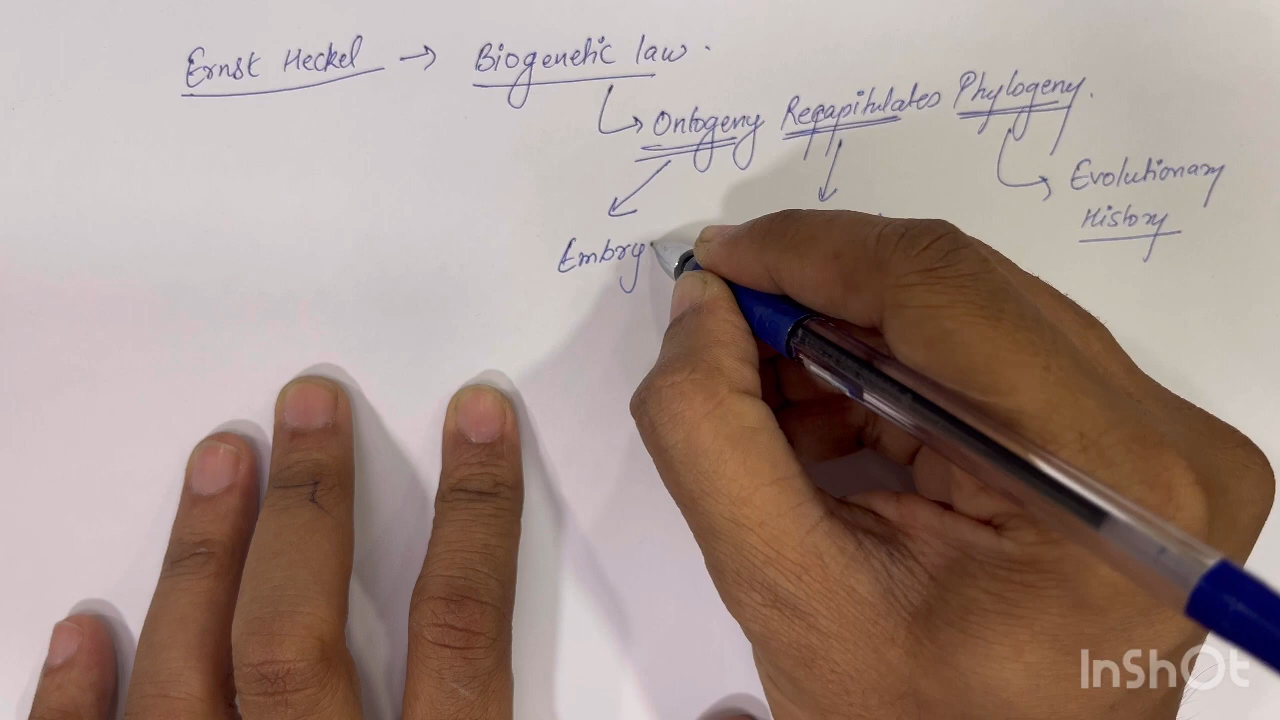 Ernst Heckel → Biogenetic law.
Ontogeny Recapitulates Phylogeny.
Evolutionary
History
Embry
InShOt